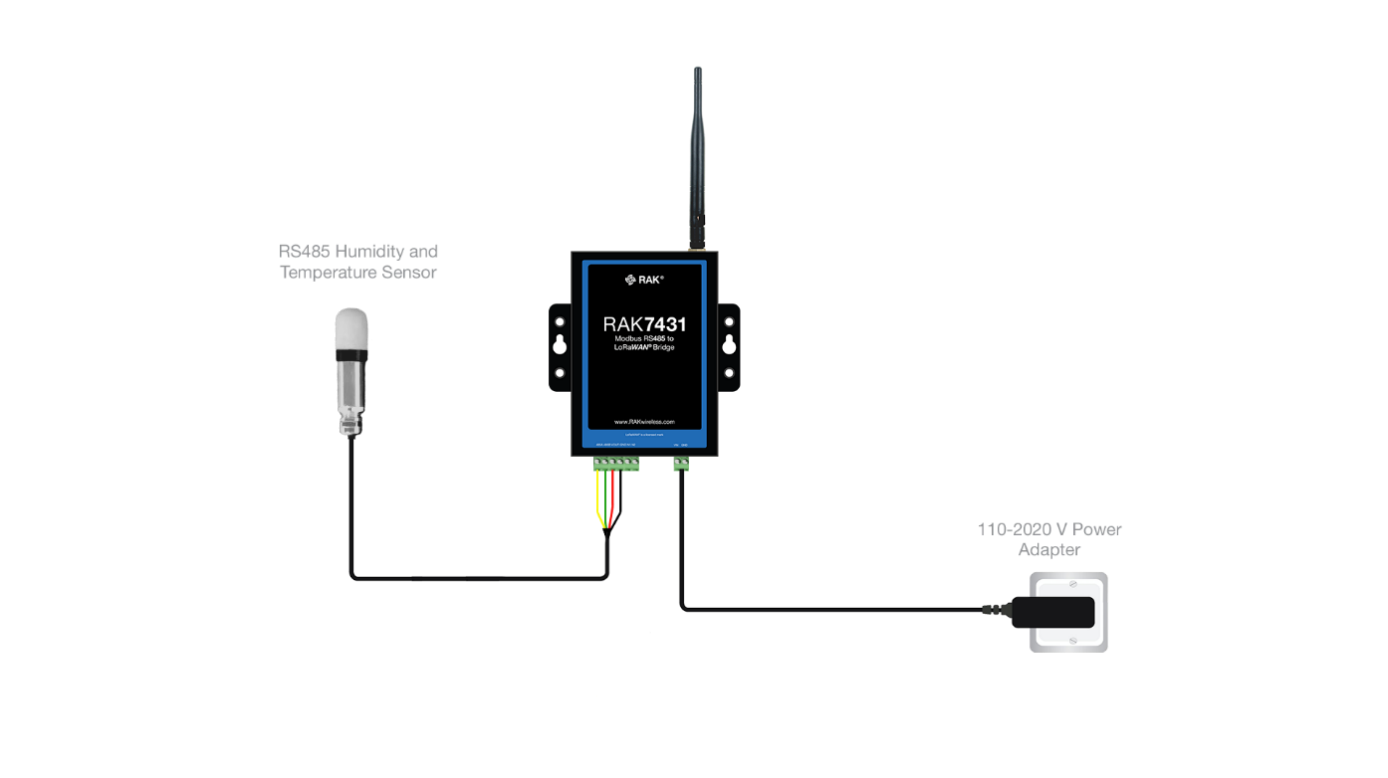 RS485 Humidity and
Temperature Sensor
RAK®
RAK7431
Modbus RS485 to
LoRaWAN® Bridge
www.RAKwireless.com
110-2020 V Power
Adapter